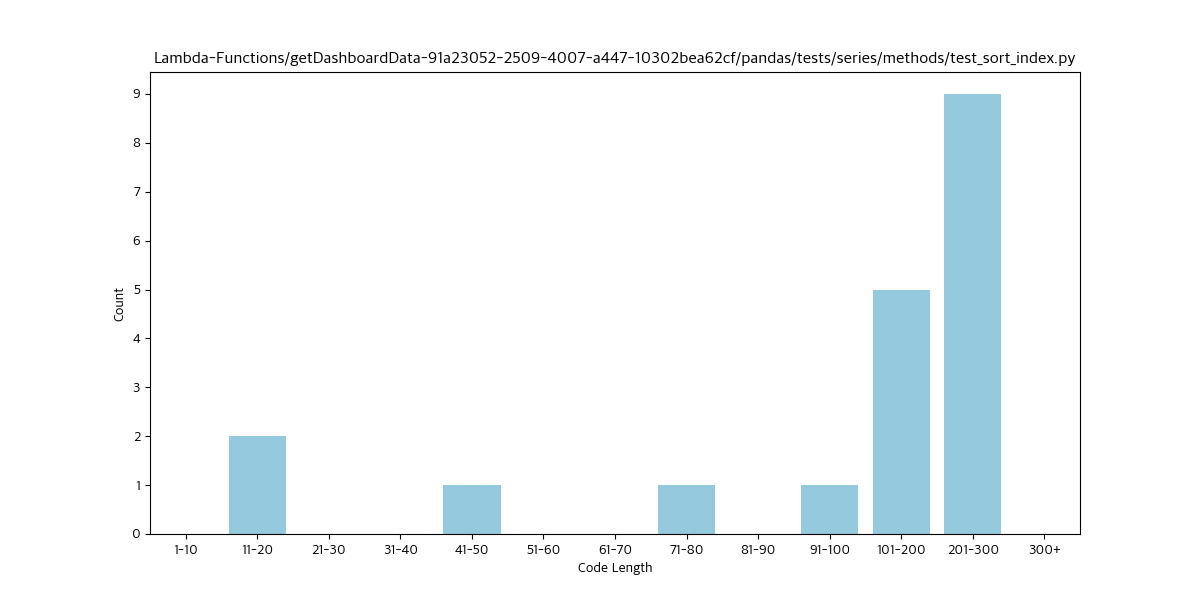 Lambda-Functions/getDashboardData-91a23052-2509-4007-a447-10302bea62cf/pandas/tests/series/methods/test_sort_index.py
9
8
7
6
5
4
3
2
1
0
Count
1-10 11-20 21-30 31-40 41-50 51-60 61-70 71-80 81-90 91-100 101-200 201-300 300+
Code Length